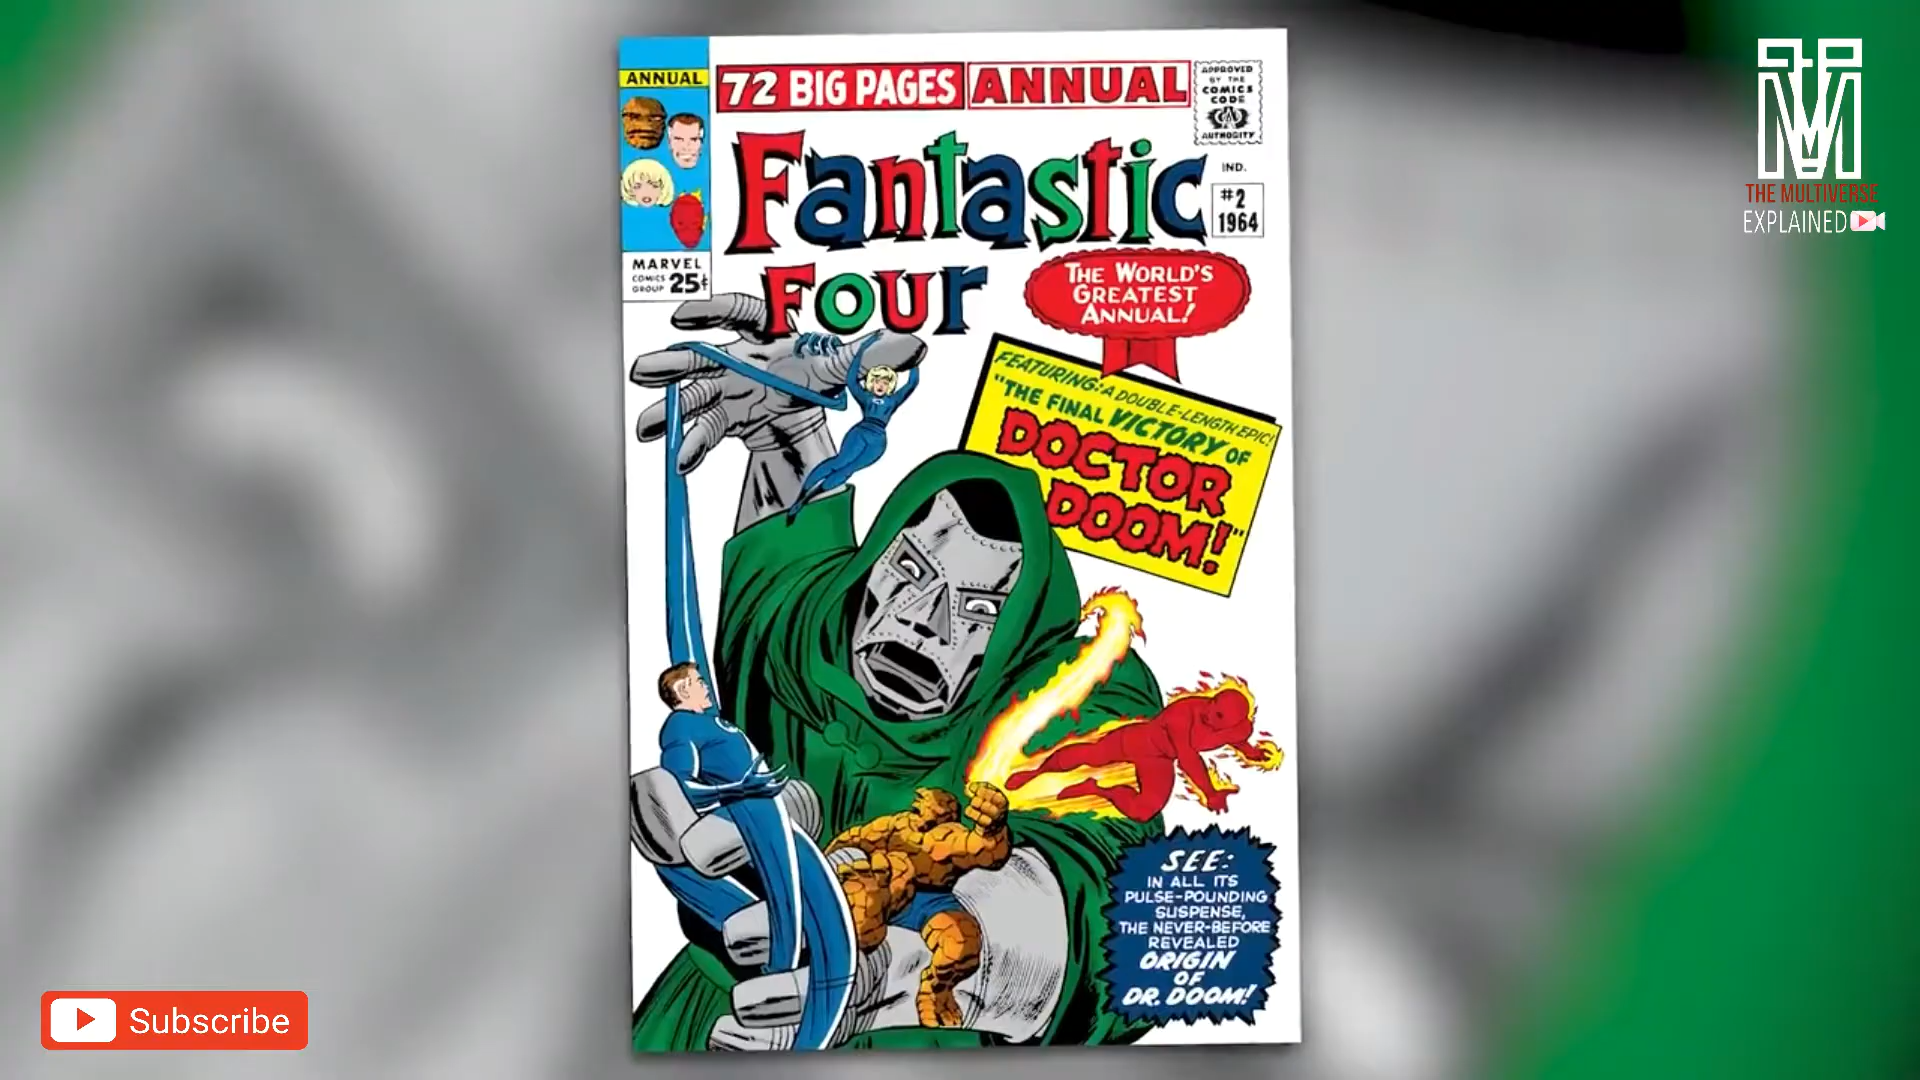 ANNUAL
72 BIG PAGES ANNUAL
APPROVED
BY THE
COMICS
CODE
AUTHORITY
Fantastic
Four
IND.
#2
1964
MARVEL
COMICS
GROUP 25¢
THE WORLD'S
GREATEST
ANNUAL!
FEATURING: A DOUBLE-LENGTH EPIC!
"THE FINAL VICTORY OF
DOCTOR
DOOM!"
SEE:
IN ALL ITS
PULSE-POUNDING
SUSPENSE,
THE NEVER-BEFORE
REVEALED
ORIGIN
OF
DR. DOOM!
THE MULTIVERSE
EXPLAINED
Subscribe